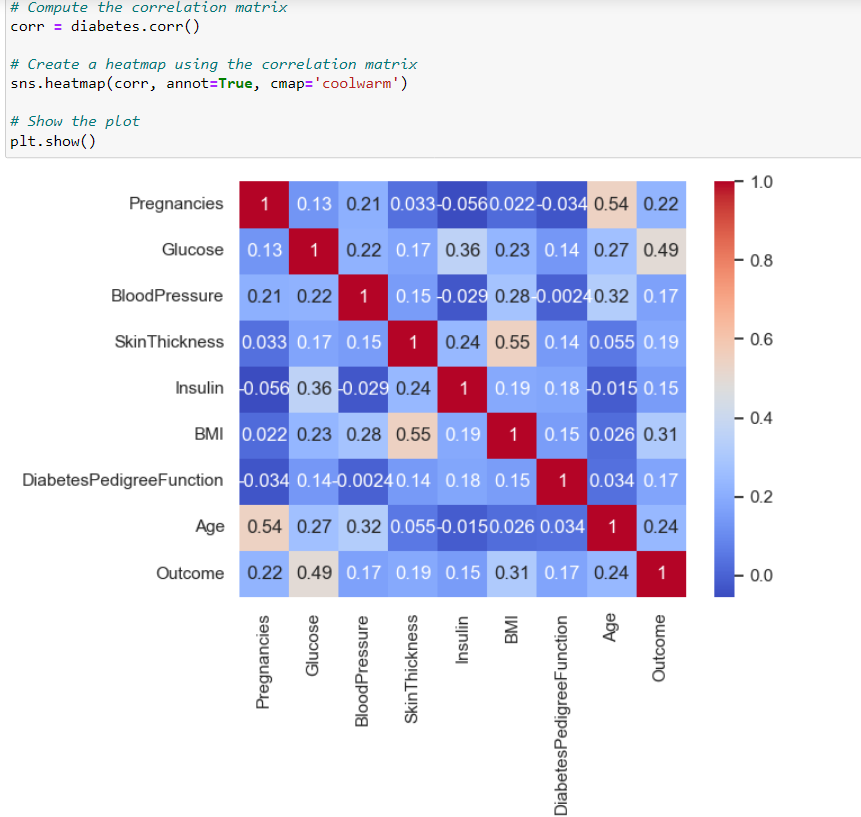 # Compute the correlation matrix
corr = diabetes.corr()
# Create a heatmap using the correlation matrix
sns.heatmap(corr, annot=True, cmap='coolwarm')
# Show the plot
plt.show()
Pregnancies 1 0.13 0.21 0.033 -0.056 0.022 -0.034 0.54 0.22
Glucose 0.13 1 0.22 0.17 0.36 0.23 0.14 0.27 0.49
BloodPressure 0.21 0.22 1 0.15 -0.029 0.28 -0.0024 0.32 0.17
SkinThickness 0.033 0.17 0.15 1 0.24 0.55 0.14 0.055 0.19
Insulin -0.056 0.36 -0.029 0.24 1 0.19 0.18 -0.015 0.15
BMI 0.022 0.23 0.28 0.55 0.19 1 0.15 0.026 0.31
DiabetesPedigreeFunction -0.034 0.14 -0.0024 0.14 0.18 0.15 1 0.034 0.17
Age 0.54 0.27 0.32 0.055 -0.015 0.026 0.034 1 0.24
Outcome 0.22 0.49 0.17 0.19 0.15 0.31 0.17 0.24 1
Pregnancies
Glucose
BloodPressure
SkinThickness
Insulin
BMI
DiabetesPedigreeFunction
Age
Outcome
1.0
0.8
0.6
0.4
0.2
0.0